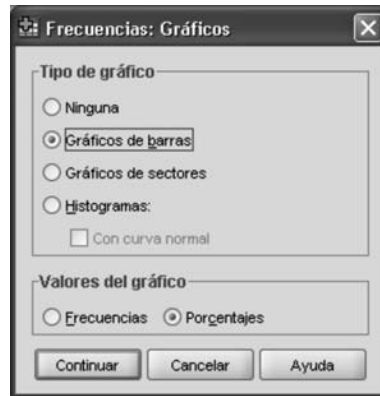 Frecuencias: Gráficos
Tipo de gráfico
Ninguna
Gráficos de barras
Gráficos de sectores
Histogramas:
Con curva normal
Valores del gráfico
Frecuencias Porcentajes
Continuar Cancelar Ayuda